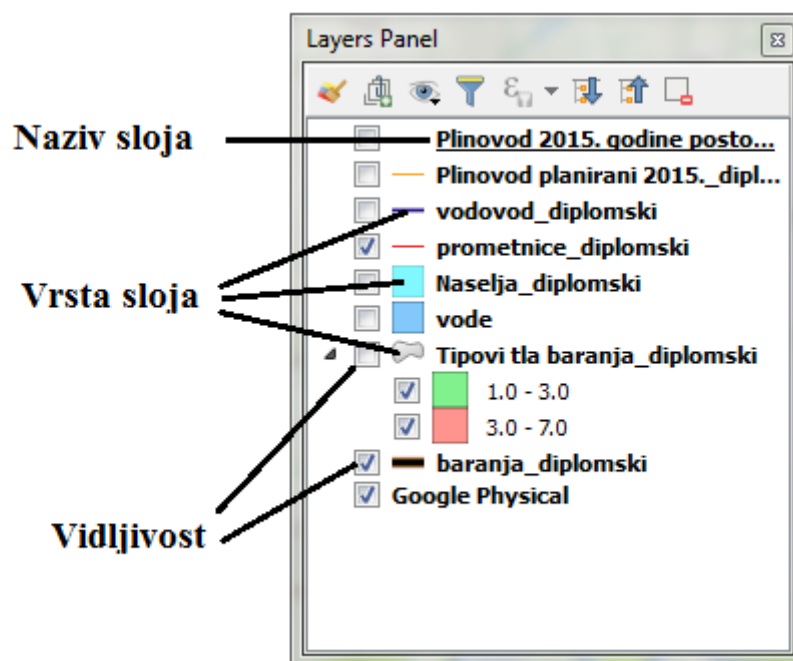 Layers Panel
Naziv sloja
Plinovod 2015. godine posto...
Plinovod planirani 2015._dipl...
vodovod_diplomski
prometnice_diplomski
Vrsta sloja
Naselja_diplomski
vode
Tipovi tla baranja_diplomski
1.0 - 3.0
3.0 - 7.0
baranja_diplomski
Google Physical
Vidljivost